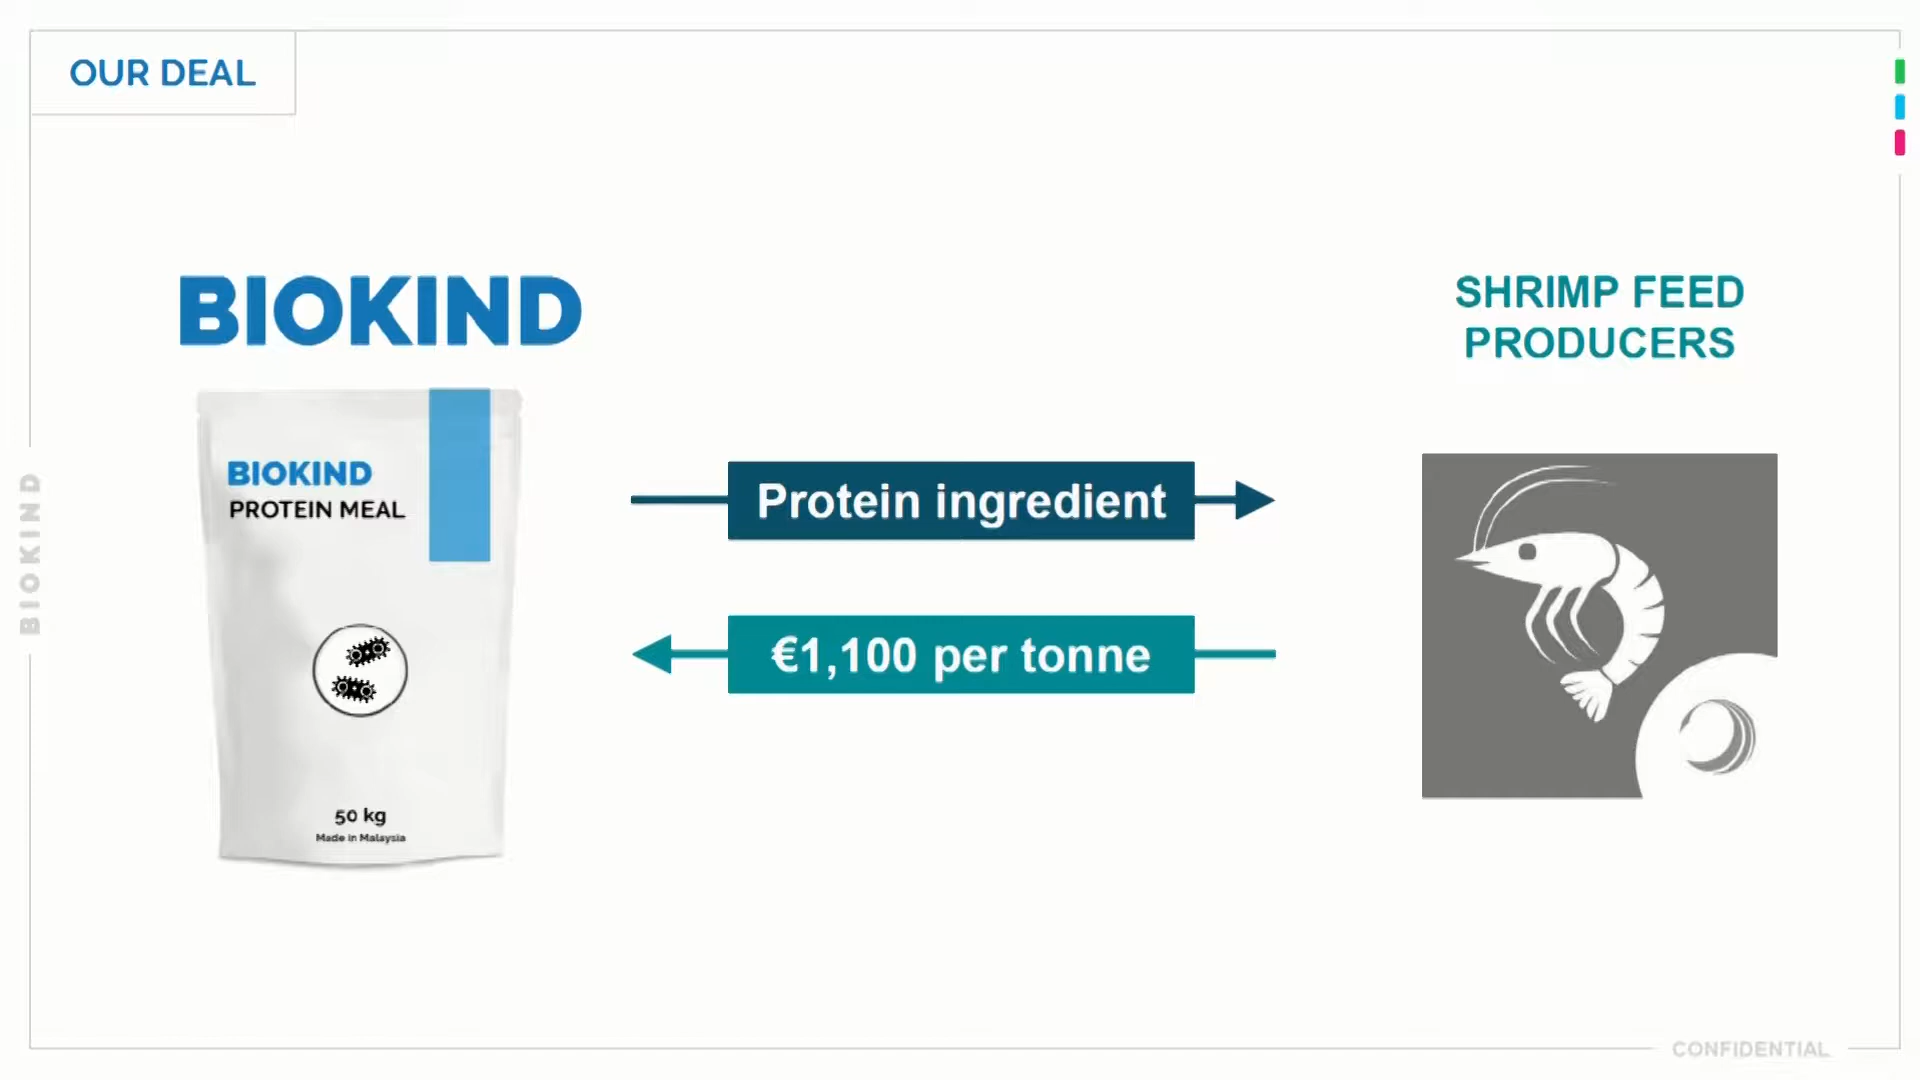 OUR DEAL
BIOKIND
SHRIMP FEED
PRODUCERS
BIOKIND
PROTEIN MEAL
Protein ingredient
€1,100 per tonne
50 kg
Made in Malaysia
BIOKIND
CONFIDENTIAL